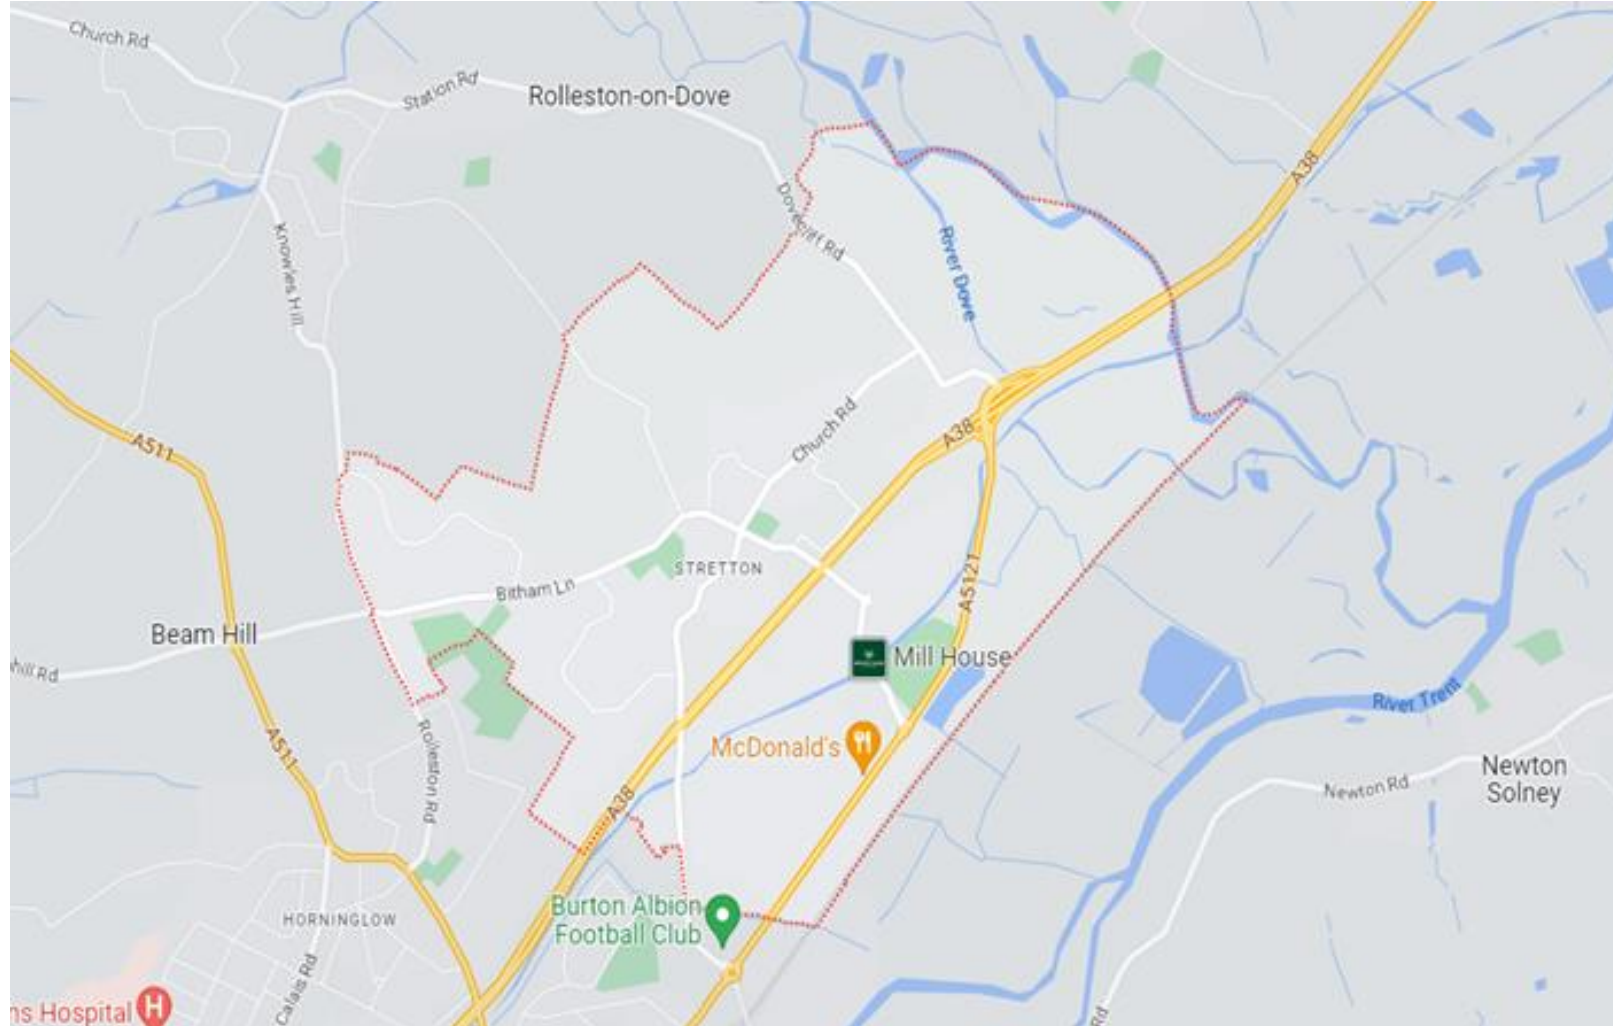 Church Rd
Station Rd
Rolleston-on-Dove
A38
Dovecliff Rd
Knowles Hill
River Dove
A511
Church Rd
A38
STRETTON
Bitham Ln
A5121
Beam Hill
hill Rd
Mill House
River Trent
Rolleston Rd
A511
McDonald's
Newton
Solney
Newton Rd
A38
HORNINGLOW
Burton Albion
Football Club
Calais Rd
ns Hospital
H
Rd